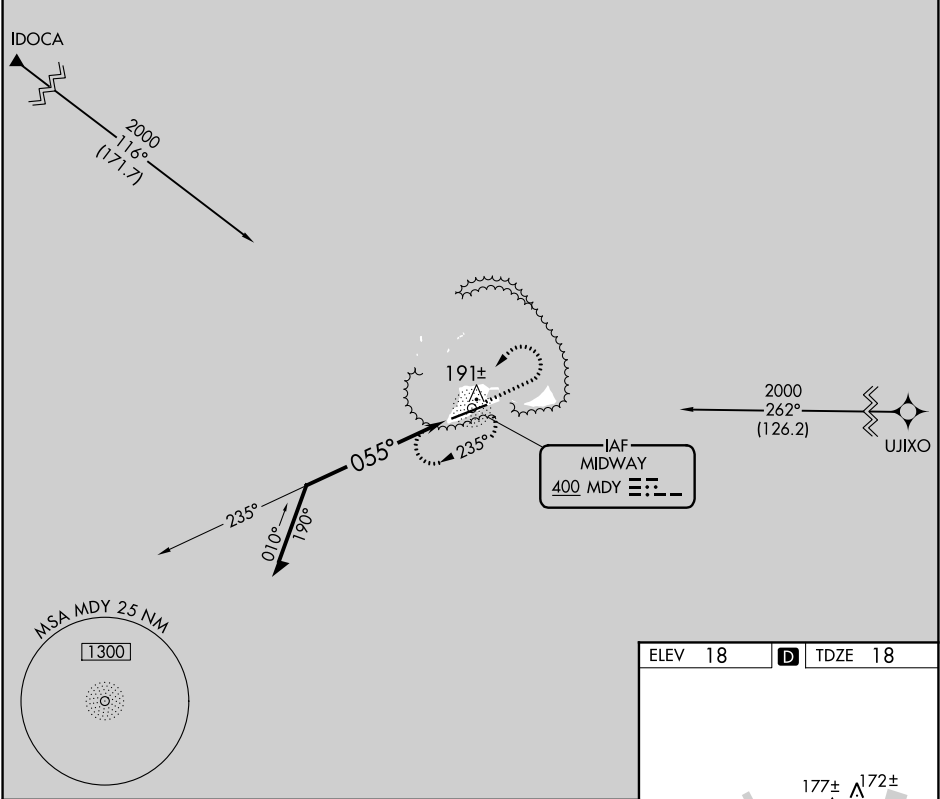 IDOCA
2000
116°
(171.7)
191±
2000
262°
(126.2)
UJIXO
IAF
MIDWAY
400 MDY
055°
235°
235°
010°
190°
MSA MDY 25 NM
1300
ELEV 18
D
TDZE 18
177±
172±